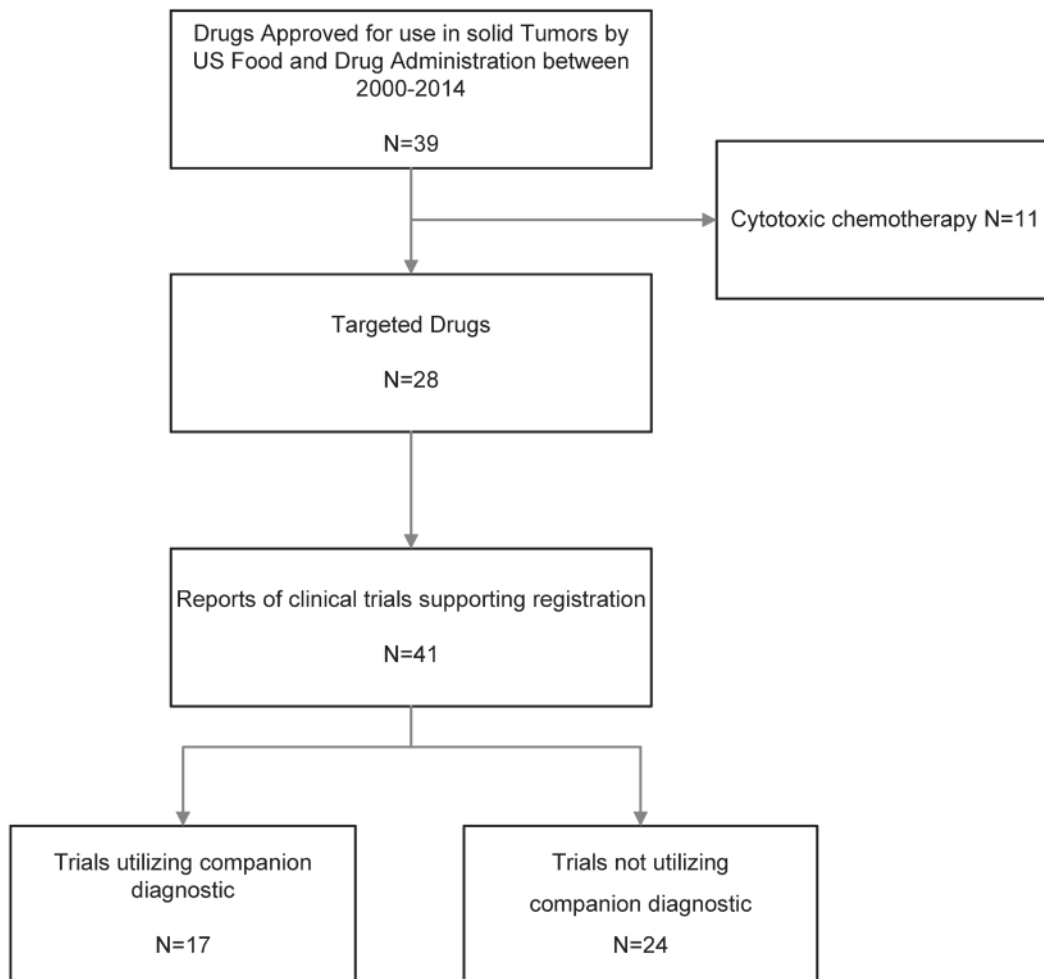 Drugs Approved for use in solid Tumors by
US Food and Drug Administration between
2000-2014
N=39
Cytotoxic chemotherapy N=11
Targeted Drugs
N=28
Reports of clinical trials supporting registration
N=41
Trials utilizing companion
diagnostic
N=17
Trials not utilizing
companion diagnostic
N=24